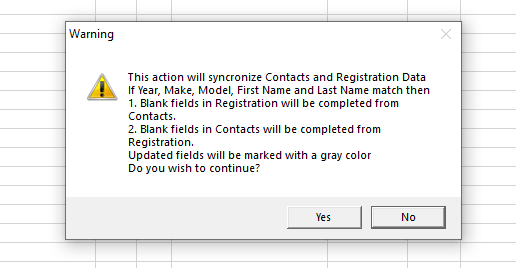 Warning
This action will syncronize Contacts and Registration Data
If Year, Make, Model, First Name and Last Name match then
1. Blank fields in Registration will be completed from
Contacts.
2. Blank fields in Contacts will be completed from
Registration.
Updated fields will be marked with a gray color
Do you wish to continue?
Yes
No